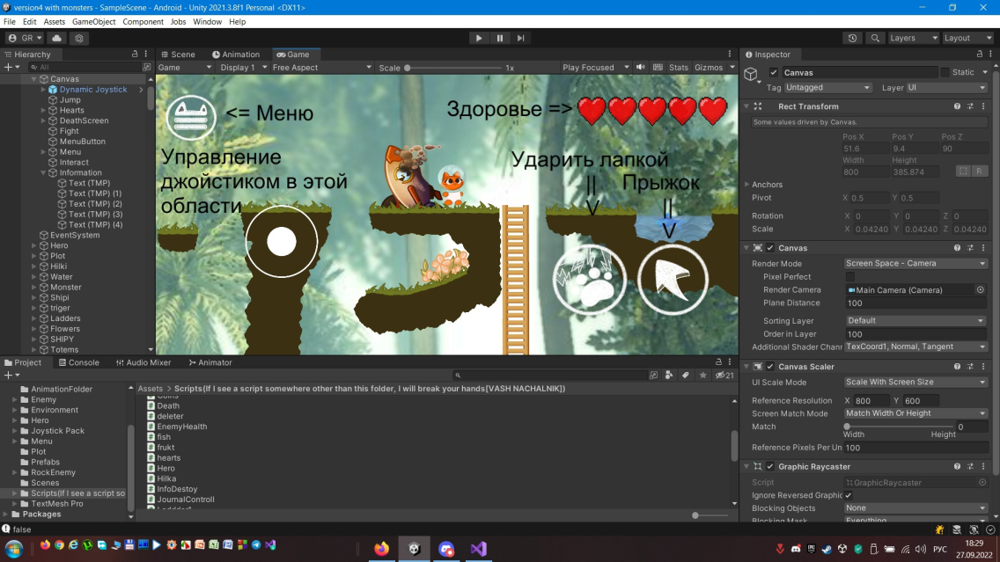 version4 with monsters - SampleScene - Android - Unity 2021.3.8f1 Personal <DX11>
File Edit Assets GameObject Component Jobs Window Help
GR
Layers Layout
Hierarchy
All
Canvas
Dynamic Joystick
Jump
Hearts
DeathScreen
Fight
MenuButton
Menu
Interact
Information
Text (TMP)
Text (TMP) (1)
Text (TMP) (2)
Text (TMP) (3)
Text (TMP) (4)
EventSystem
Hero
Plot
Hilki
Water
Monster
Shipi
triger
Ladders
Flowers
SHIPY
Totems
Scene Animation Game
Game Display 1 Free Aspect Scale 1x Play Focused Stats Gizmos
<= Меню
Здоровье =>
Управление
джойстиком в этой
области
Ударить лапкой
||
V
Прыжок
||
V
Inspector
Canvas Static
Tag Untagged Layer UI
Rect Transform
Some values driven by Canvas.
Pos X Pos Y Pos Z
51.6 9.4 90
Width Height
800 385.874
R
Anchors
Pivot X 0.5 Y 0.5
Rotation X 0 Y 0 Z 0
Scale X 0.04240 Y 0.04240 Z 0.04240
Canvas
Render Mode Screen Space - Camera
Pixel Perfect
Render Camera Main Camera (Camera)
Plane Distance 100
Sorting Layer Default
Order in Layer 100
Additional Shader Chann TexCoord1, Normal, Tangent
Canvas Scaler
UI Scale Mode Scale With Screen Size
Reference Resolution X 800 Y 600
Screen Match Mode Match Width Or Height
Match 0
Width Height
Reference Pixels Per Un 100
Graphic Raycaster
Script GraphicRaycaster
Ignore Reversed Graphic
Blocking Objects None
Blocking Mask Everything
Project Console Audio Mixer Animator
21
AnimationFolder
Enemy
Environment
Hero
Joystick Pack
Menu
Plot
Prefabs
RockEnemy
Scenes
Scripts(If I see a script so
TextMesh Pro
Packages
Assets > Scripts(If I see a script somewhere other than this folder, I will break your hands[VASH NACHALNIK])
Coins
Death
deleter
EnemyHealth
fish
frukt
hearts
Hero
Hilka
InfoDestoy
JournalControll
false
РУС
18:29
27.09.2022